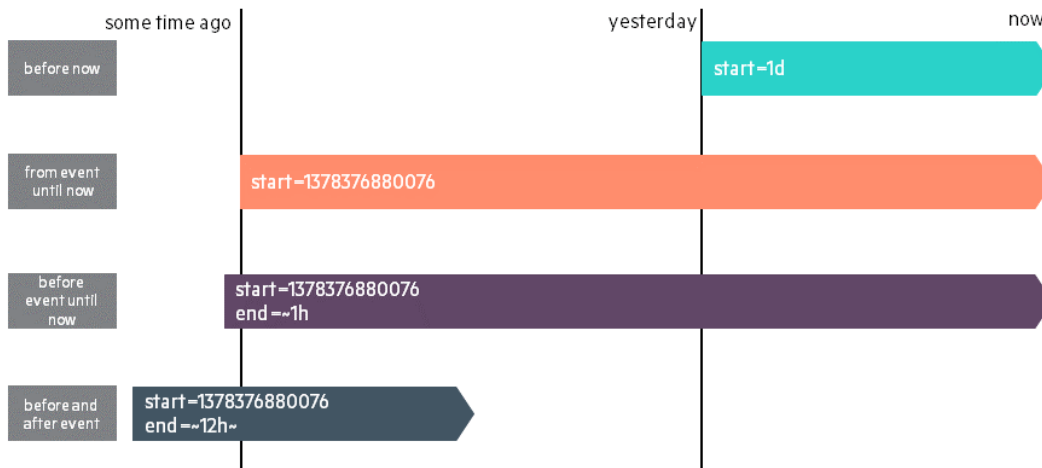 some time ago
yesterday
now
before now
start=1d
from event
until now
start=1378376880076
before
event until
now
start=1378376880076
end=~1h
before and
after event
start=1378376880076
end=~12h~